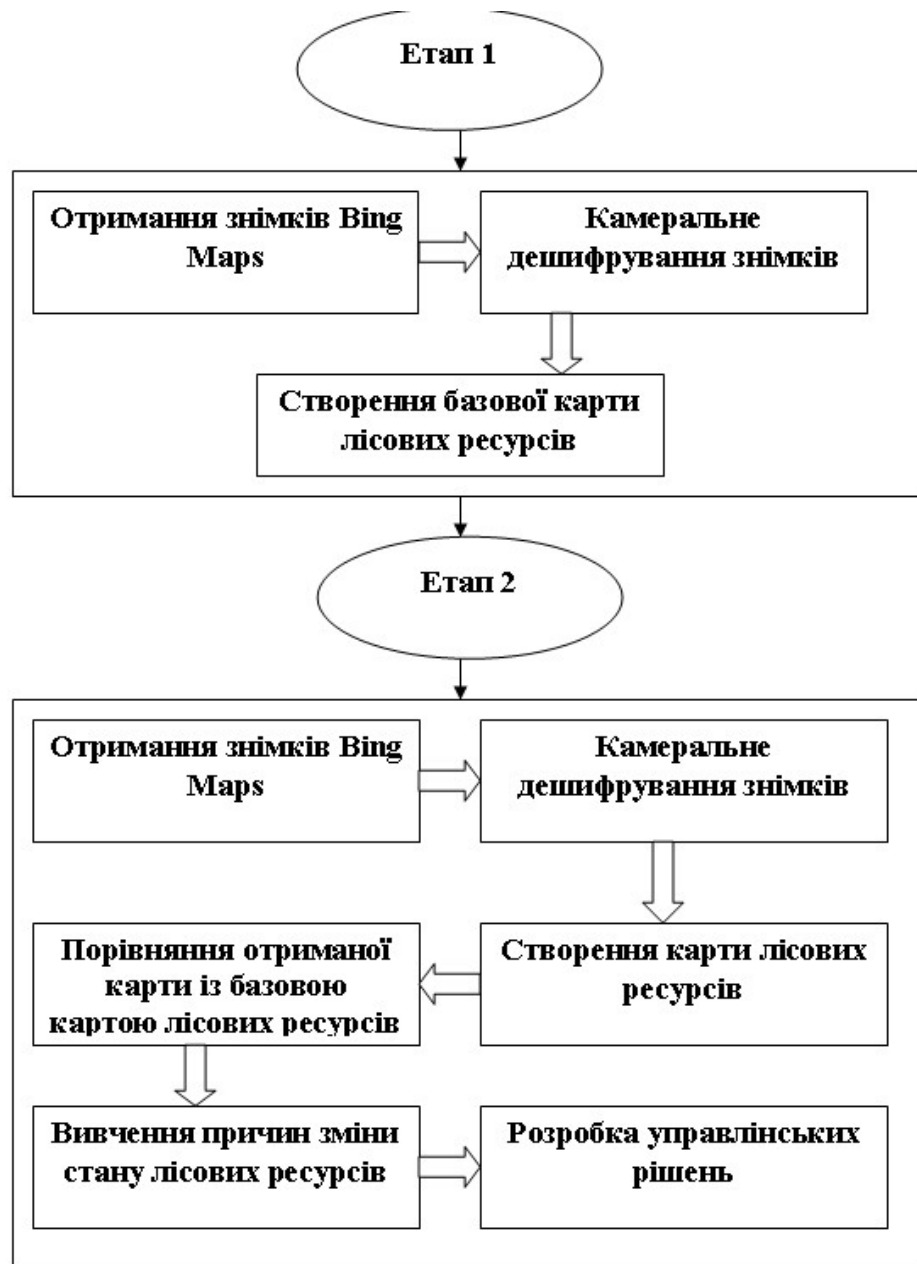 Етап 1
Отримання знімків Bing
Maps
Камеральне
дешифрування знімків
Створення базової карти
лісових ресурсів
Етап 2
Отримання знімків Bing
Maps
Камеральне
дешифрування знімків
Створення карти лісових
ресурсів
Порівняння отриманої
карти із базовою
картою лісових ресурсів
Вивчення причин зміни
стану лісових ресурсів
Розробка управлінських
рішень